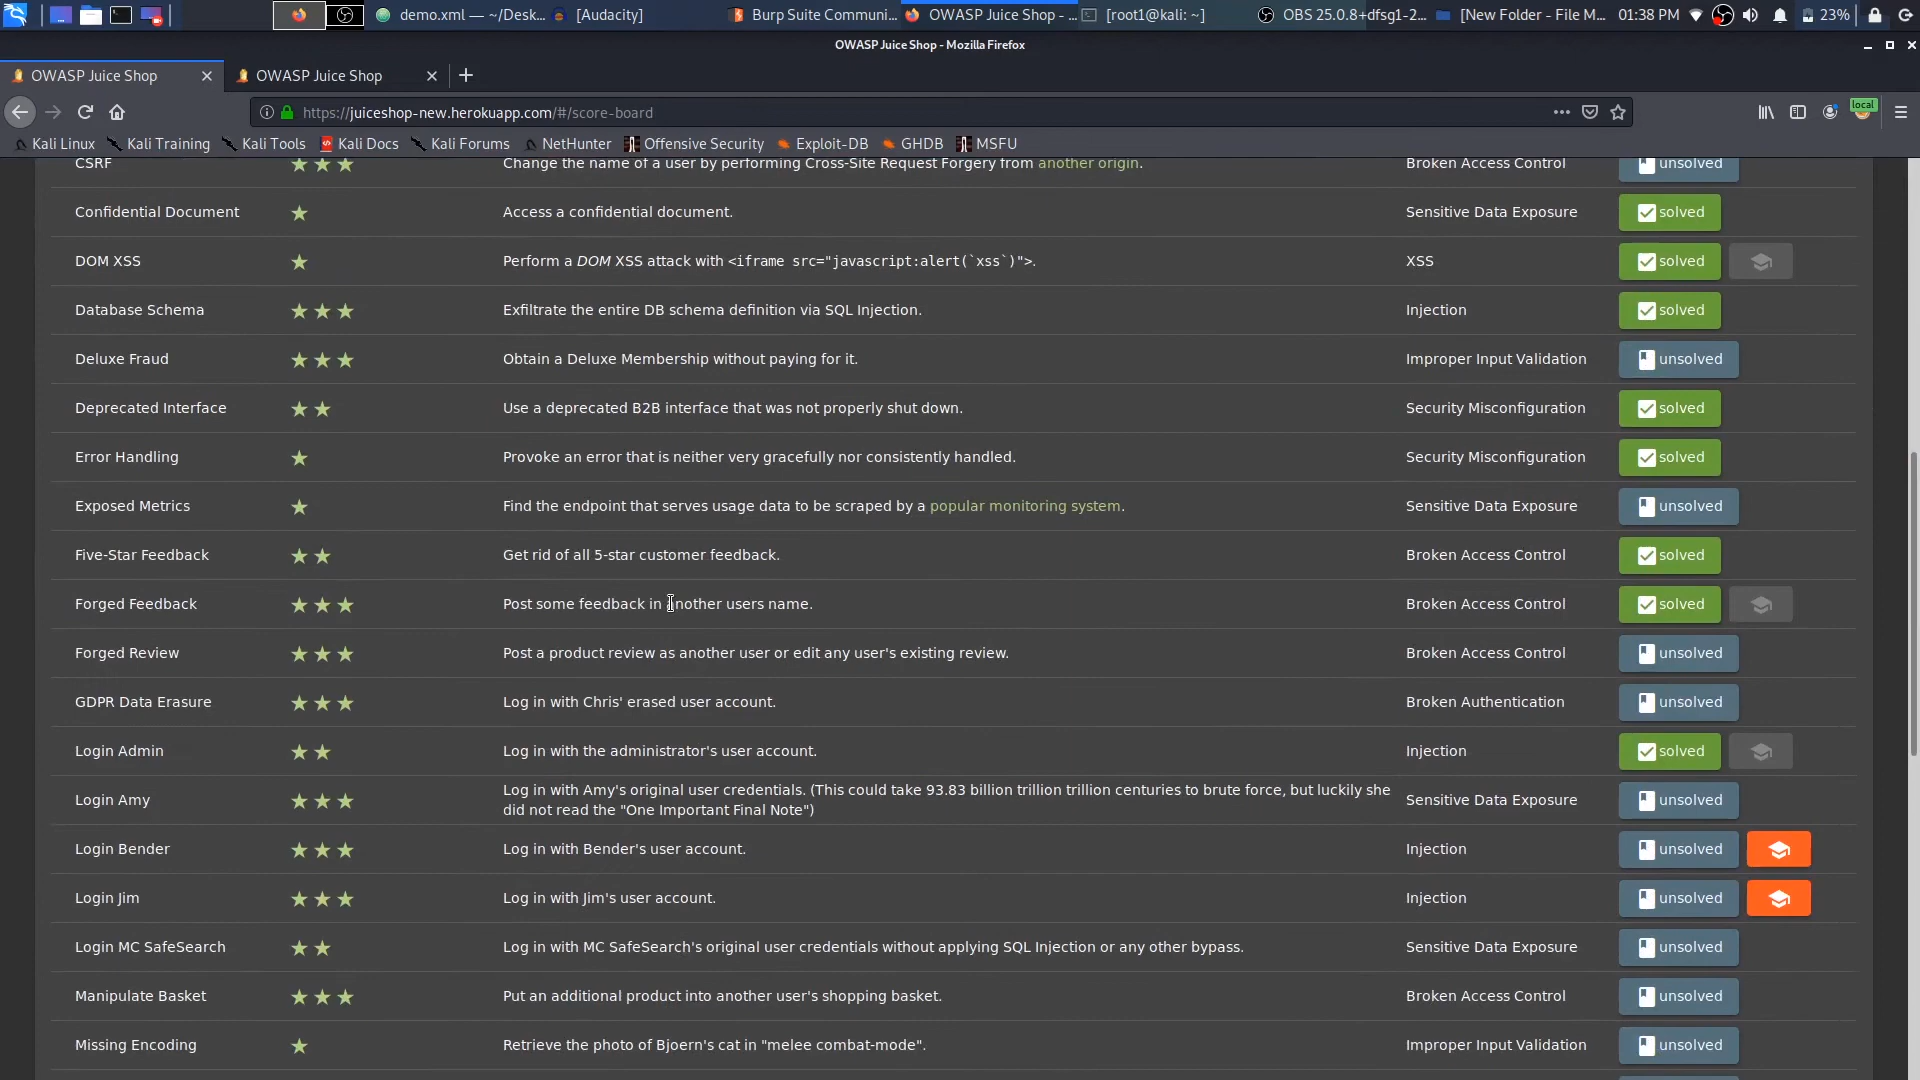 demo.xml — ~/Desk... [Audacity] Burp Suite Communi... OWASP Juice Shop - ... [root1@kali: ~] OBS 25.0.8+dfsg1-2... [New Folder - File M... 01:38 PM 23%
OWASP Juice Shop - Mozilla Firefox
OWASP Juice Shop OWASP Juice Shop
https://juiceshop-new.herokuapp.com/#/score-board local
Kali Linux Kali Training Kali Tools Kali Docs Kali Forums NetHunter Offensive Security Exploit-DB GHDB MSFU
CSRF Change the name of a user by performing Cross-Site Request Forgery from another origin. Broken Access Control unsolved
Confidential Document Access a confidential document. Sensitive Data Exposure solved
DOM XSS Perform a DOM XSS attack with <iframe src="javascript:alert(`xss`)">. XSS solved
Database Schema Exfiltrate the entire DB schema definition via SQL Injection. Injection solved
Deluxe Fraud Obtain a Deluxe Membership without paying for it. Improper Input Validation unsolved
Deprecated Interface Use a deprecated B2B interface that was not properly shut down. Security Misconfiguration solved
Error Handling Provoke an error that is neither very gracefully nor consistently handled. Security Misconfiguration solved
Exposed Metrics Find the endpoint that serves usage data to be scraped by a popular monitoring system. Sensitive Data Exposure unsolved
Five-Star Feedback Get rid of all 5-star customer feedback. Broken Access Control solved
Forged Feedback Post some feedback in another users name. Broken Access Control solved
Forged Review Post a product review as another user or edit any user's existing review. Broken Access Control unsolved
GDPR Data Erasure Log in with Chris' erased user account. Broken Authentication unsolved
Login Admin Log in with the administrator's user account. Injection solved
Login Amy Log in with Amy's original user credentials. (This could take 93.83 billion trillion trillion centuries to brute force, but luckily she Sensitive Data Exposure unsolved
did not read the "One Important Final Note")
Login Bender Log in with Bender's user account. Injection unsolved
Login Jim Log in with Jim's user account. Injection unsolved
Login MC SafeSearch Log in with MC SafeSearch's original user credentials without applying SQL Injection or any other bypass. Sensitive Data Exposure unsolved
Manipulate Basket Put an additional product into another user's shopping basket. Broken Access Control unsolved
Missing Encoding Retrieve the photo of Bjoern's cat in "melee combat-mode". Improper Input Validation unsolved